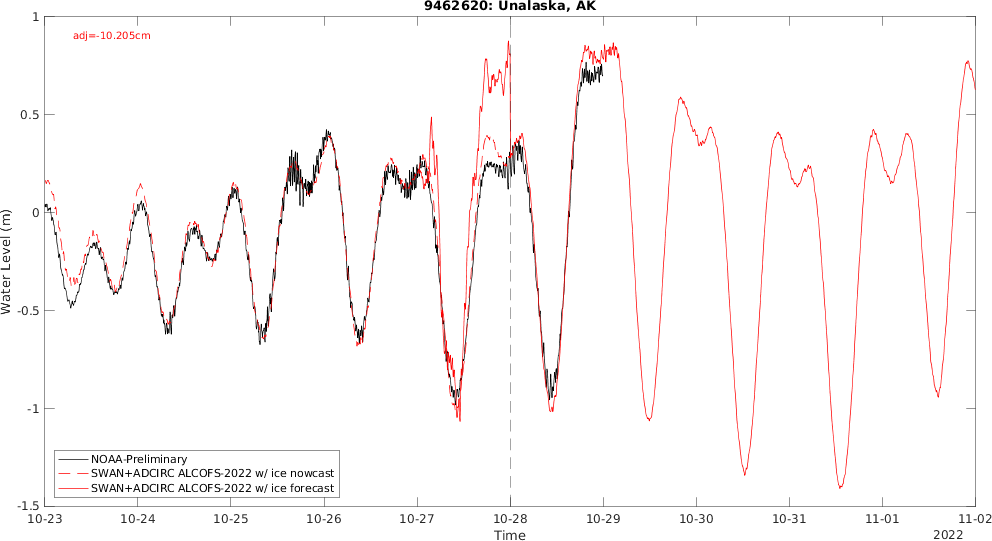 9462620: Unalaska, AK
adj=-10.205cm
1
0.5
0
-0.5
-1
-1.5
Water Level (m)
NOAA-Preliminary
SWAN+ADCIRC ALCOFS-2022 w/ ice nowcast
SWAN+ADCIRC ALCOFS-2022 w/ ice forecast
10-23 10-24 10-25 10-26 10-27 10-28 10-29 10-30 10-31 11-01 11-02
Time
2022